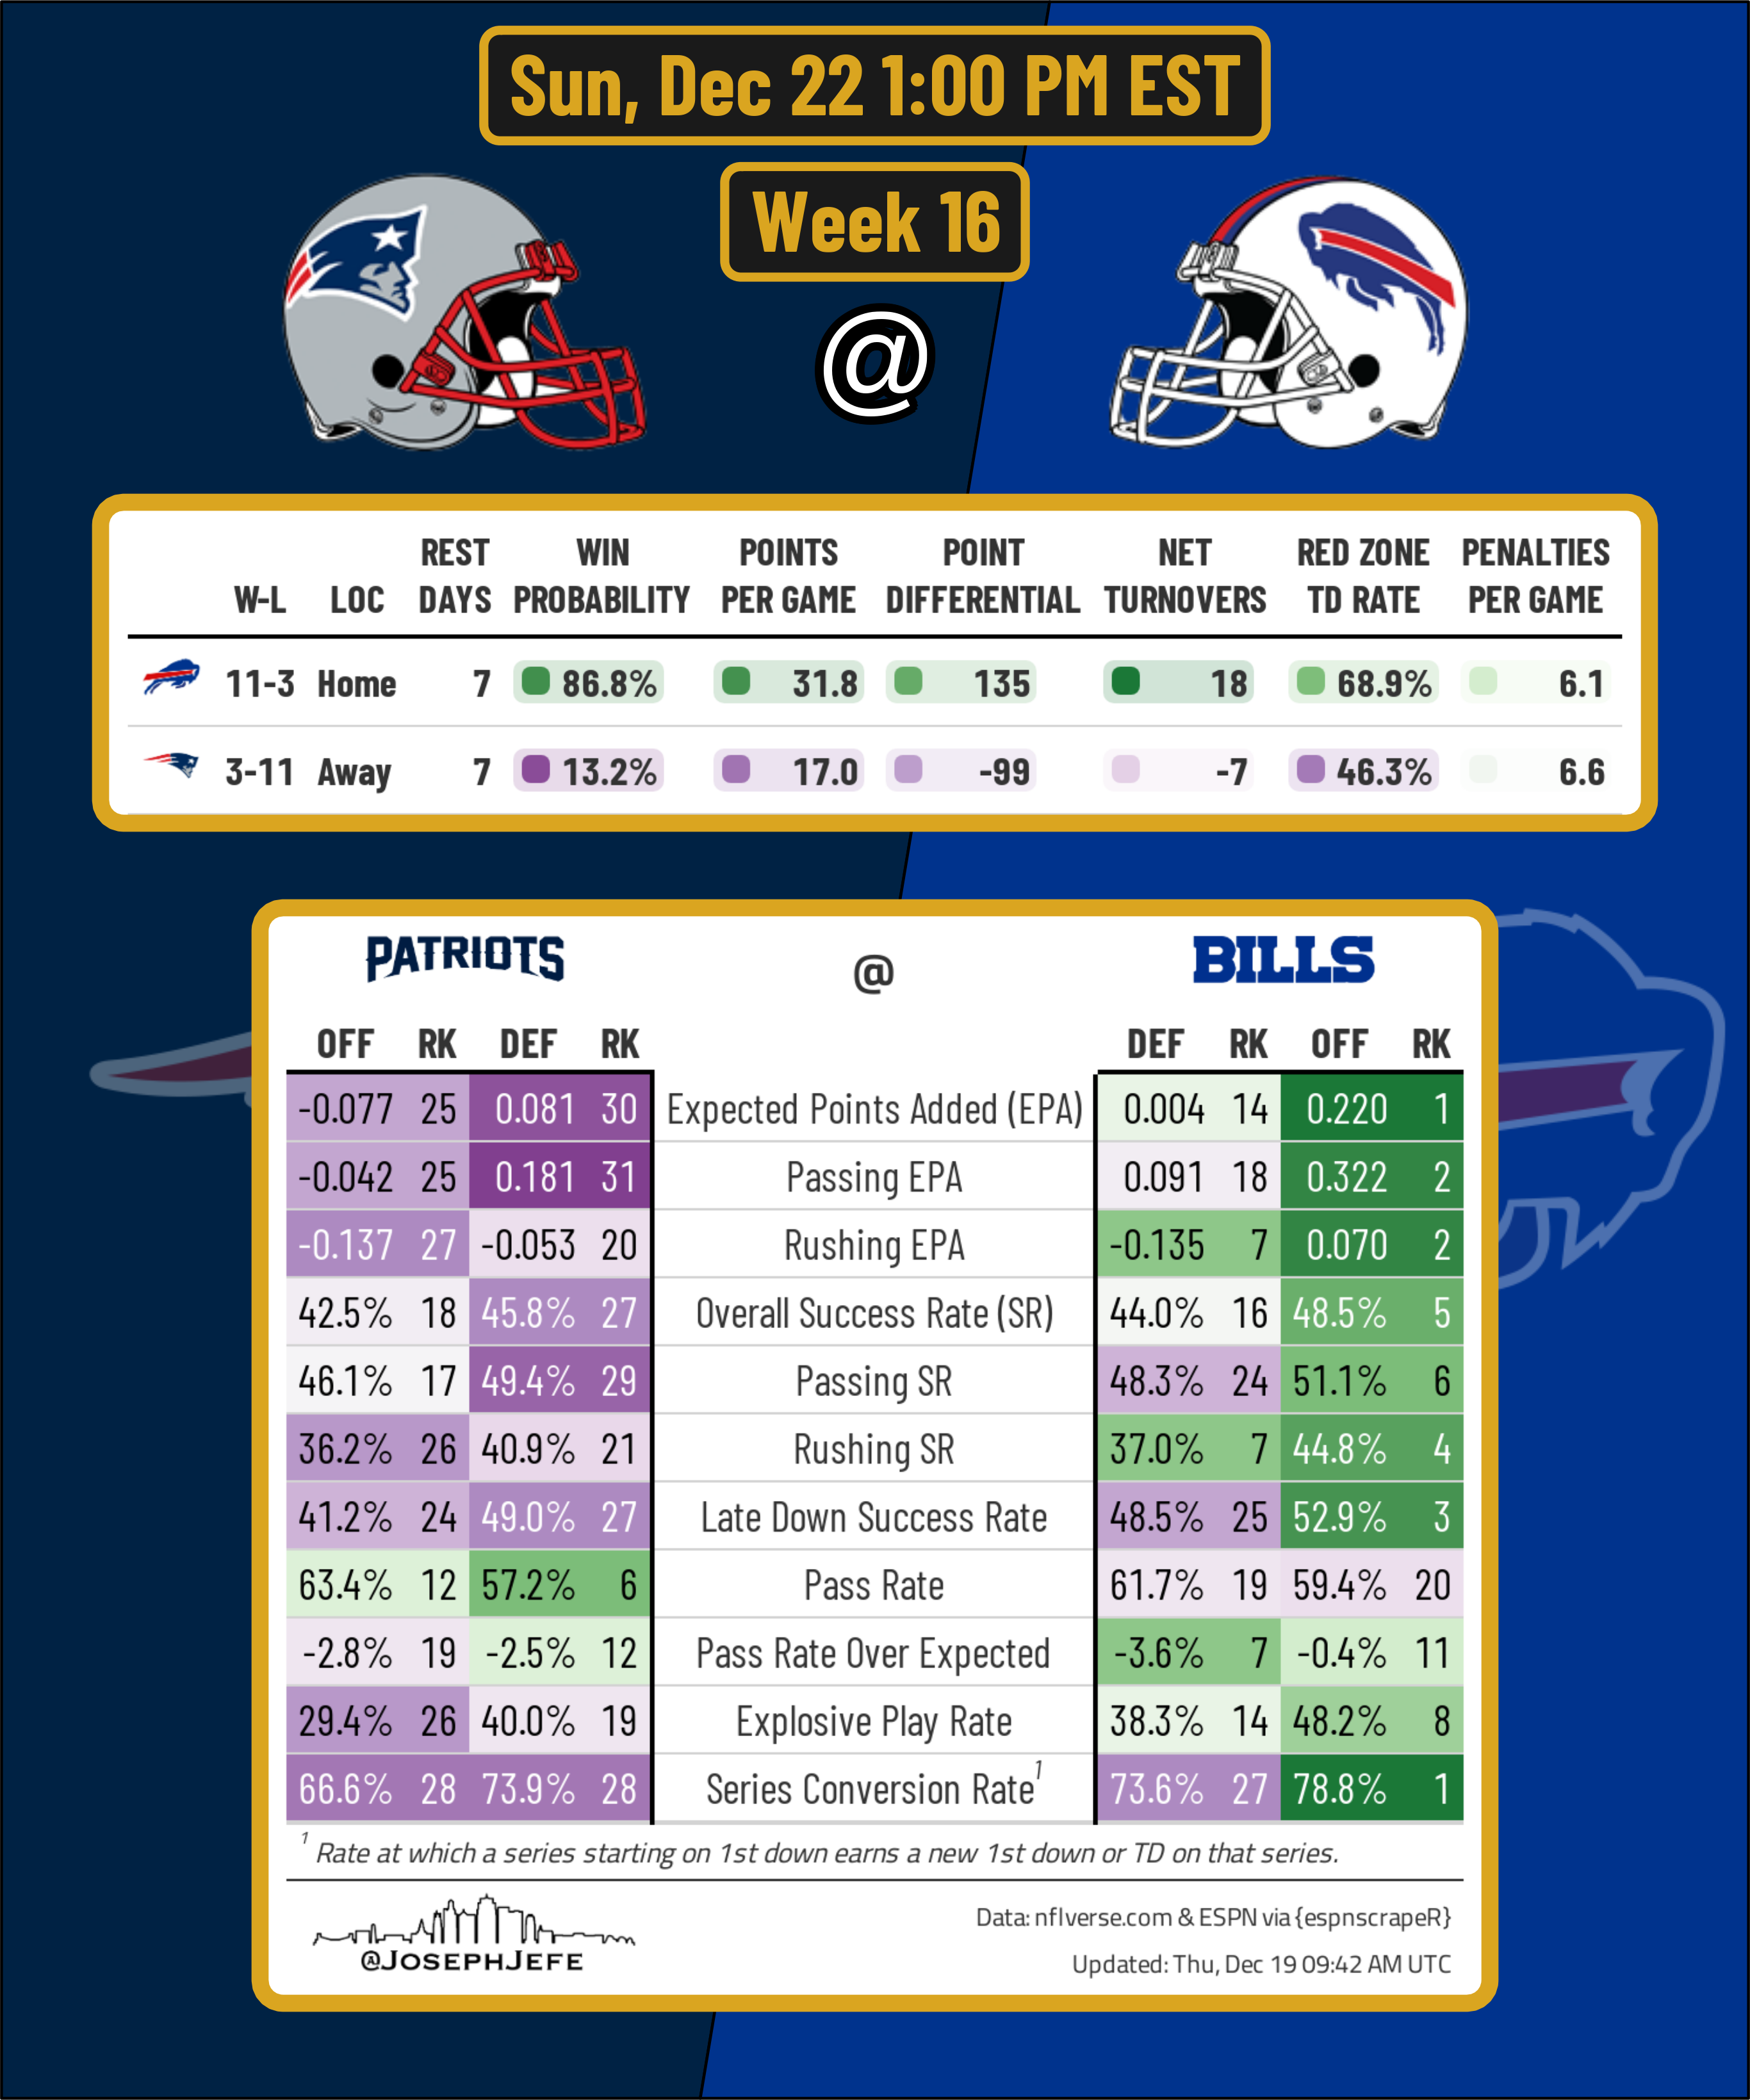 Sun, Dec 22 1:00 PM EST
Week 16
@
REST WIN POINTS POINT NET RED ZONE PENALTIES
W-L LOC DAYS PROBABILITY PER GAME DIFFERENTIAL TURNOVERS TD RATE PER GAME
11-3 Home 7 86.8% 31.8 135 18 68.9% 6.1
3-11 Away 7 13.2% 17.0 -99 -7 46.3% 6.6
PATRIOTS @ BILLS
OFF RK DEF RK DEF RK OFF RK
-0.077 25 0.081 30 Expected Points Added (EPA) 0.004 14 0.220 1
-0.042 25 0.181 31 Passing EPA 0.091 18 0.322 2
-0.137 27 -0.053 20 Rushing EPA -0.135 7 0.070 2
42.5% 18 45.8% 27 Overall Success Rate (SR) 44.0% 16 48.5% 5
46.1% 17 49.4% 29 Passing SR 48.3% 24 51.1% 6
36.2% 26 40.9% 21 Rushing SR 37.0% 7 44.8% 4
41.2% 24 49.0% 27 Late Down Success Rate 48.5% 25 52.9% 3
63.4% 12 57.2% 6 Pass Rate 61.7% 19 59.4% 20
-2.8% 19 -2.5% 12 Pass Rate Over Expected -3.6% 7 -0.4% 11
29.4% 26 40.0% 19 Explosive Play Rate 38.3% 14 48.2% 8
66.6% 28 73.9% 28 Series Conversion Rate¹ 73.6% 27 78.8% 1
¹ Rate at which a series starting on 1st down earns a new 1st down or TD on that series.
@JOSEPHJEFE
Data: nflverse.com & ESPN via {espnscrapeR}
Updated: Thu, Dec 19 09:42 AM UTC